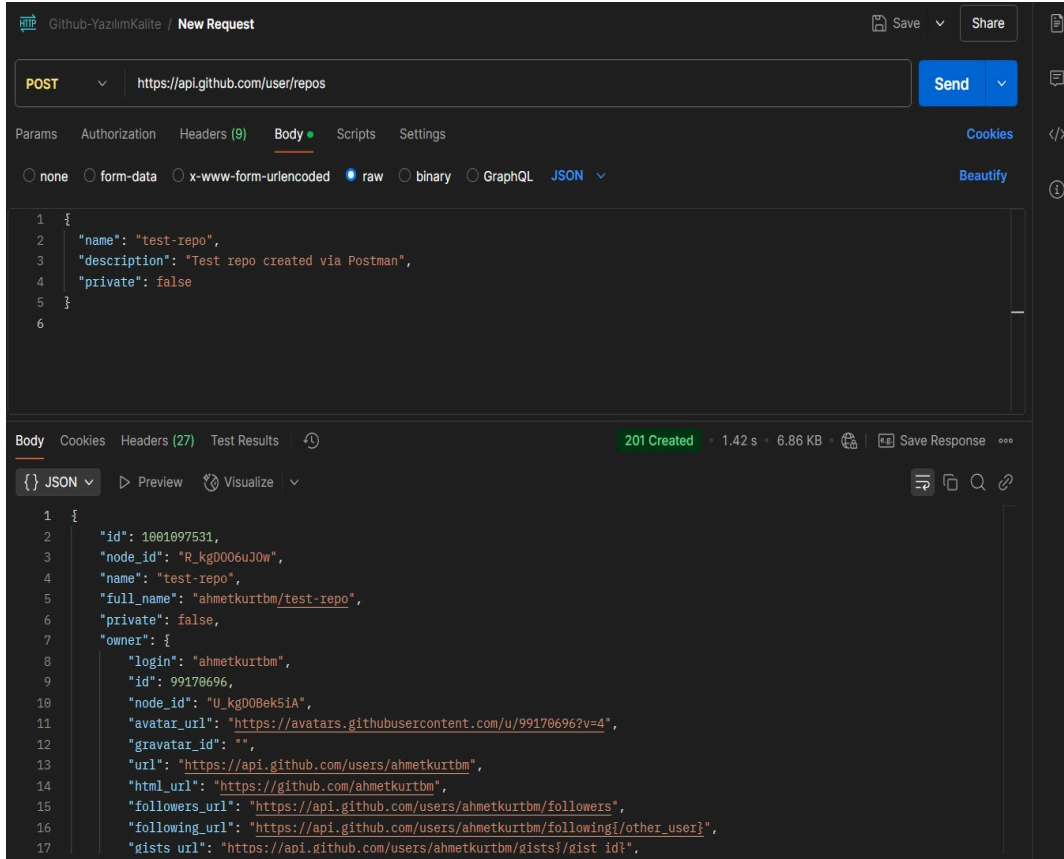 HTTP Github-YazılımKalite / New Request Save Share
POST https://api.github.com/user/repos Send
Params Authorization Headers (9) Body Scripts Settings Cookies
none form-data x-www-form-urlencoded raw binary GraphQL JSON Beautify
1 {
2 "name": "test-repo",
3 "description": "Test repo created via Postman",
4 "private": false
5 }
6
Body Cookies Headers (27) Test Results 201 Created 1.42 s 6.86 KB e.g. Save Response
{} JSON Preview Visualize
1 {
2 "id": 1001097531,
3 "node_id": "R_kgDOO6uJOw",
4 "name": "test-repo",
5 "full_name": "ahmetkurtbm/test-repo",
6 "private": false,
7 "owner": {
8 "login": "ahmetkurtbm",
9 "id": 99170696,
10 "node_id": "U_kgDOBek5iA",
11 "avatar_url": "https://avatars.githubusercontent.com/u/99170696?v=4",
12 "gravatar_id": "",
13 "url": "https://api.github.com/users/ahmetkurtbm",
14 "html_url": "https://github.com/ahmetkurtbm",
15 "followers_url": "https://api.github.com/users/ahmetkurtbm/followers",
16 "following_url": "https://api.github.com/users/ahmetkurtbm/following{/other_user}",
17 "gists_url": "https://api.github.com/users/ahmetkurtbm/gists{/gist_id}",